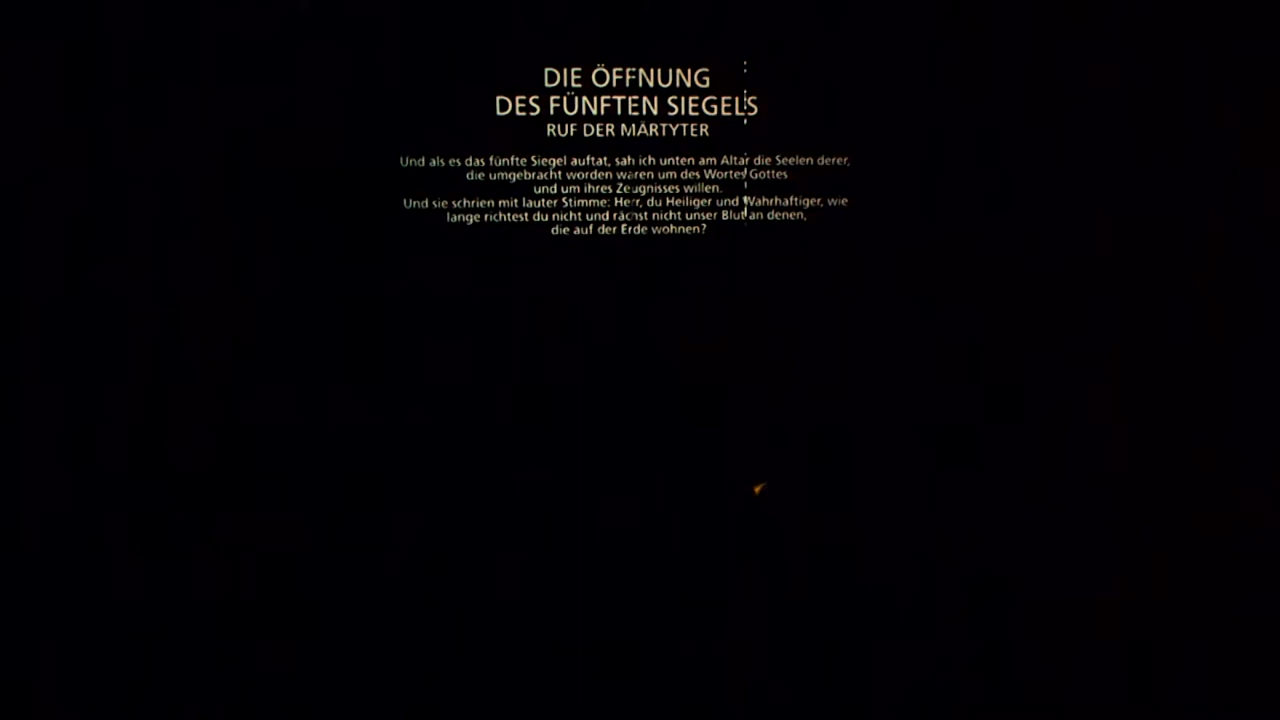 DIE ÖFFNUNG
DES FÜNFTEN SIEGELS
RUF DER MÄRTYTER
Und als es das fünfte Siegel auftat, sah ich unten am Altar die Seelen derer,
die umgebracht worden waren um des Wortes Gottes
und um ihres Zeugnisses willen.
Und sie schrien mit lauter Stimme: Herr, du Heiliger und Wahrhaftiger, wie
lange richtest du nicht und rächst nicht unser Blut an denen,
die auf der Erde wohnen?